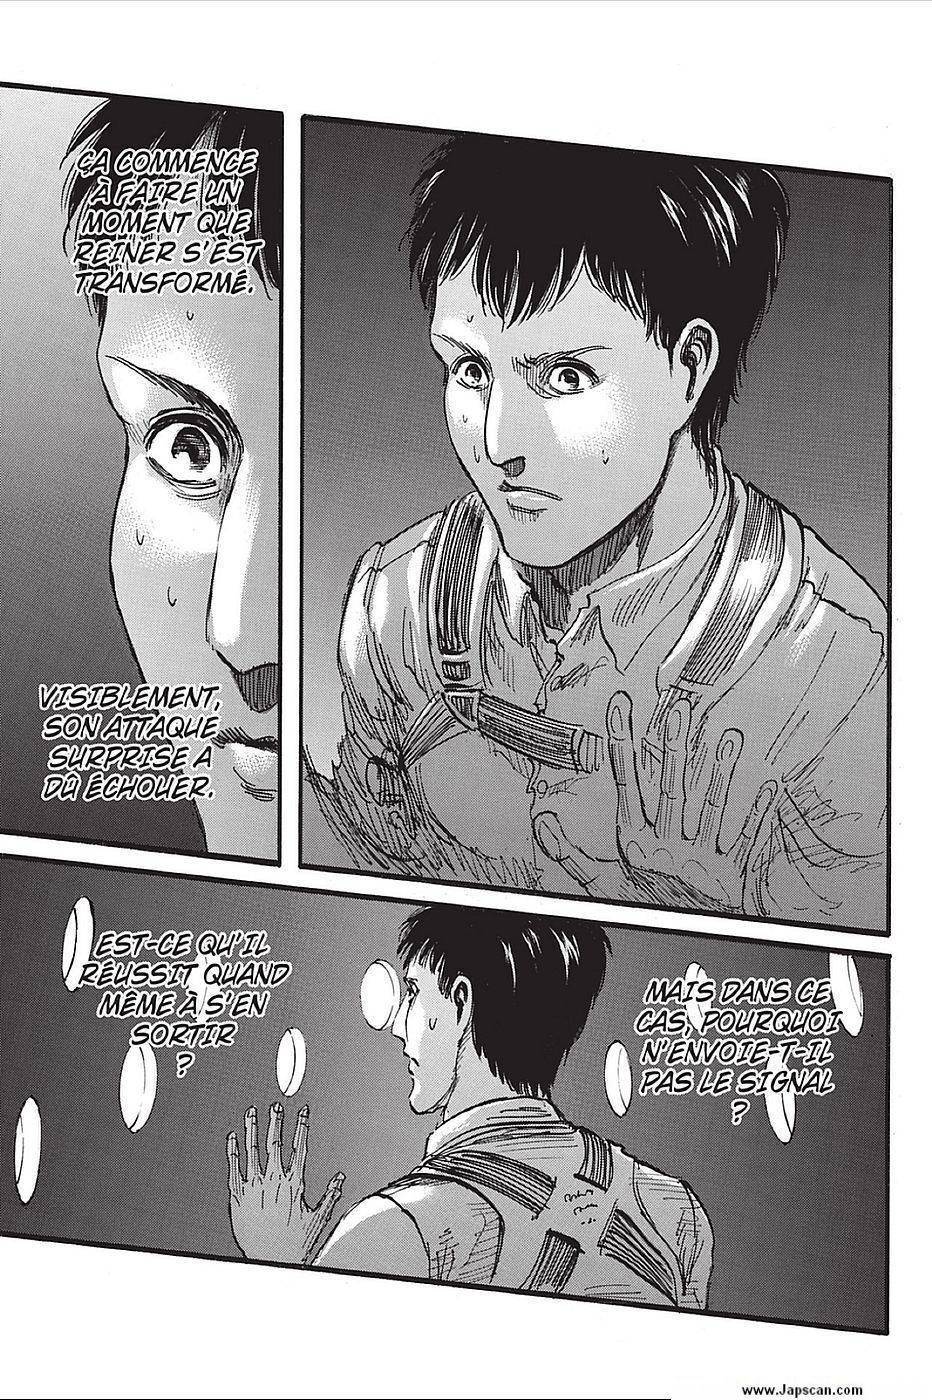 ÇA COMMENCE
À FAIRE UN
MOMENT QUE
REINER S'EST
TRANSFORMÉ.
VISIBLEMENT,
SON ATTAQUE
SURPRISE A
DÛ ÉCHOUER.
MAIS DANS CE
CAS, POURQUOI
N'ENVOIE-T-IL
PAS LE SIGNAL
?
EST-CE QU'IL
RÉUSSIT QUAND
MÊME À S'EN
SORTIR
?
www.Japscan.com